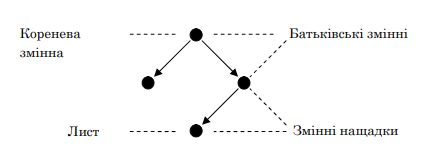 Коренева
змінна
Батьківські змінні
Лист
Змінні нащадки